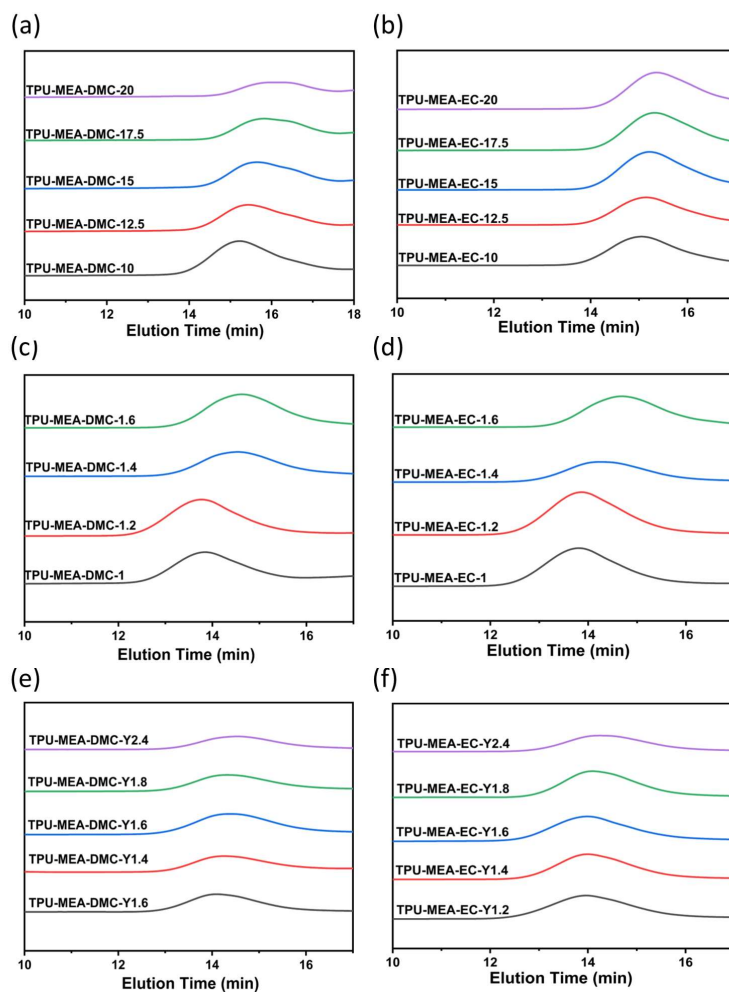 (a)
TPU-MEA-DMC-20
TPU-MEA-DMC-17.5
TPU-MEA-DMC-15
TPU-MEA-DMC-12.5
TPU-MEA-DMC-10
10 12 14 16 18
Elution Time (min)
(b)
TPU-MEA-EC-20
TPU-MEA-EC-17.5
TPU-MEA-EC-15
TPU-MEA-EC-12.5
TPU-MEA-EC-10
10 12 14 16
Elution Time (min)
(c)
TPU-MEA-DMC-1.6
TPU-MEA-DMC-1.4
TPU-MEA-DMC-1.2
TPU-MEA-DMC-1
10 12 14 16
Elution Time (min)
(d)
TPU-MEA-EC-1.6
TPU-MEA-EC-1.4
TPU-MEA-EC-1.2
TPU-MEA-EC-1
10 12 14 16
Elution Time (min)
(e)
TPU-MEA-DMC-Y2.4
TPU-MEA-DMC-Y1.8
TPU-MEA-DMC-Y1.6
TPU-MEA-DMC-Y1.4
TPU-MEA-DMC-Y1.6
10 12 14 16
Elution Time (min)
(f)
TPU-MEA-EC-Y2.4
TPU-MEA-EC-Y1.8
TPU-MEA-EC-Y1.6
TPU-MEA-EC-Y1.4
TPU-MEA-EC-Y1.2
10 12 14 16
Elution Time (min)